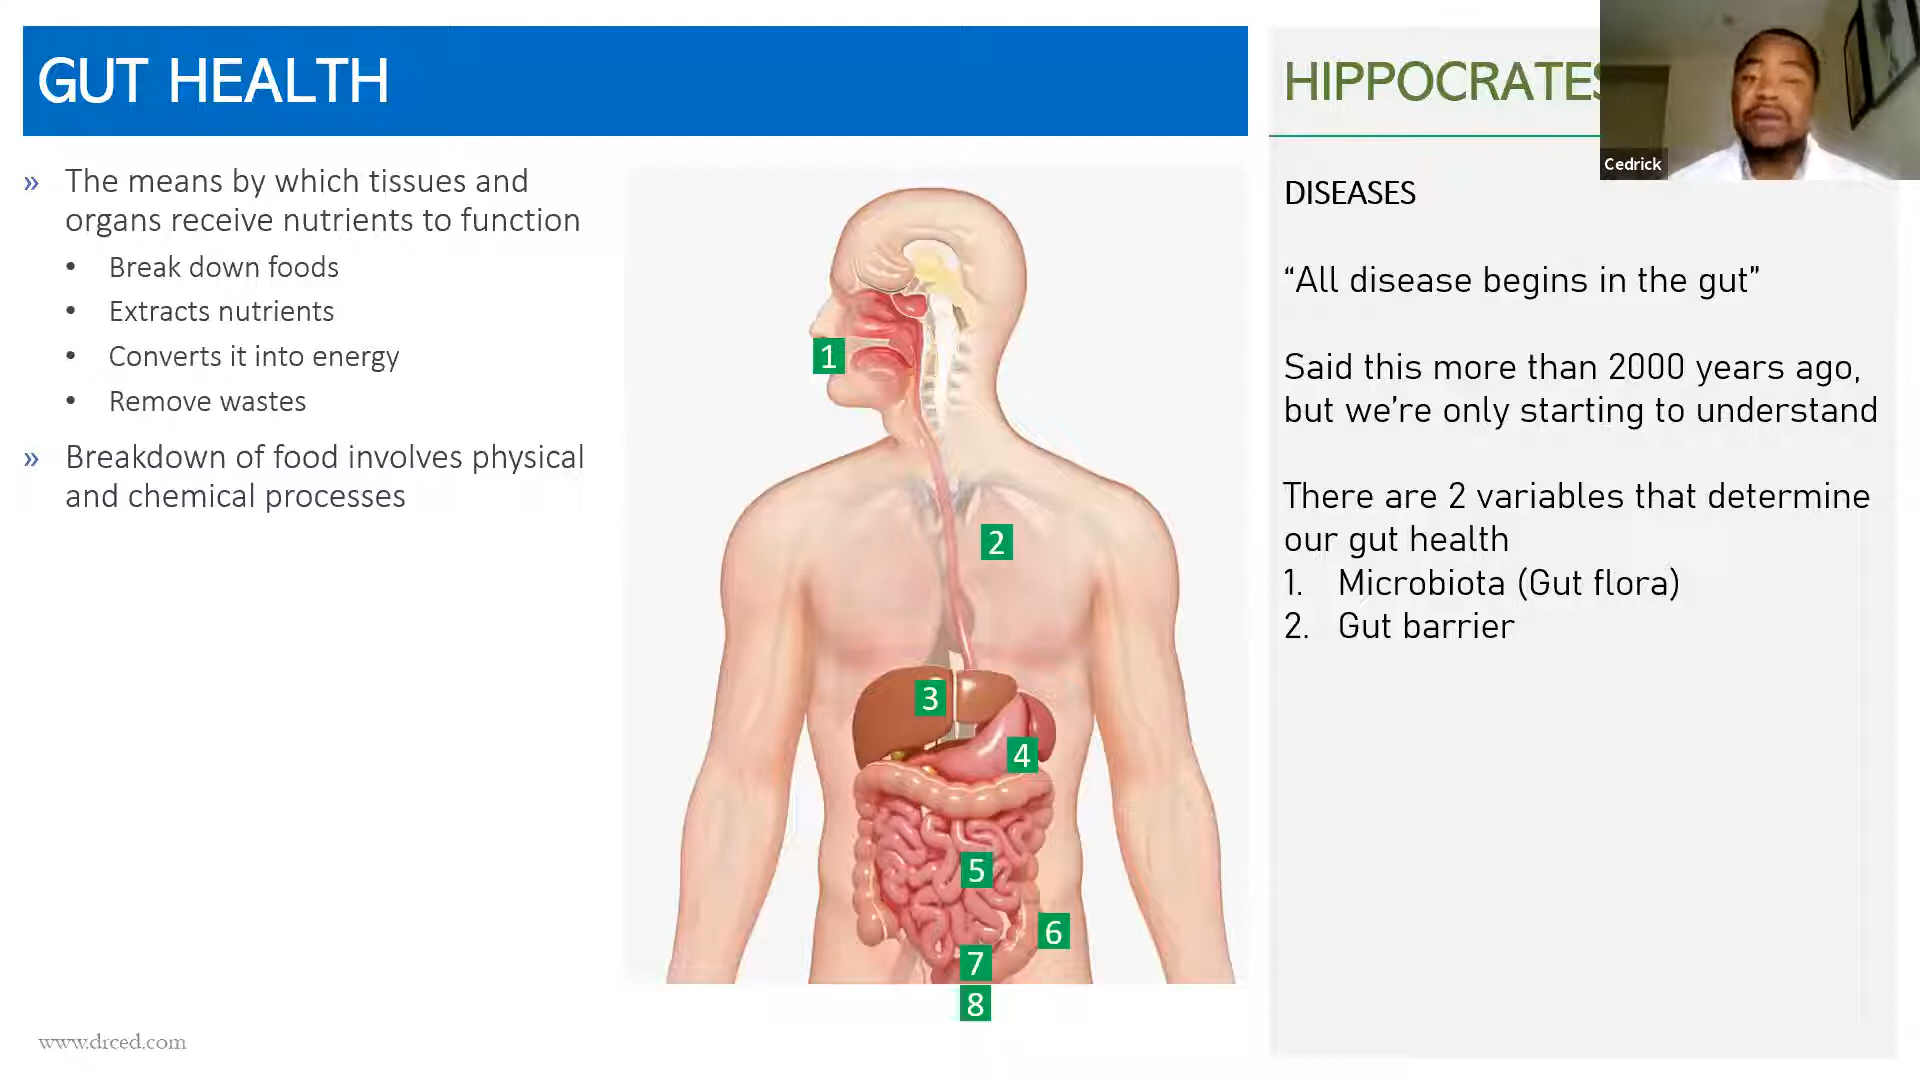 GUT HEALTH
» The means by which tissues and
organs receive nutrients to function
• Break down foods
• Extracts nutrients
• Converts it into energy
• Remove wastes
» Breakdown of food involves physical
and chemical processes
1
2
3
4
5
6
7
8
www.drced.com
HIPPOCRATES
Cedrick
DISEASES
“All disease begins in the gut”
Said this more than 2000 years ago,
but we’re only starting to understand
There are 2 variables that determine
our gut health
1. Microbiota (Gut flora)
2. Gut barrier